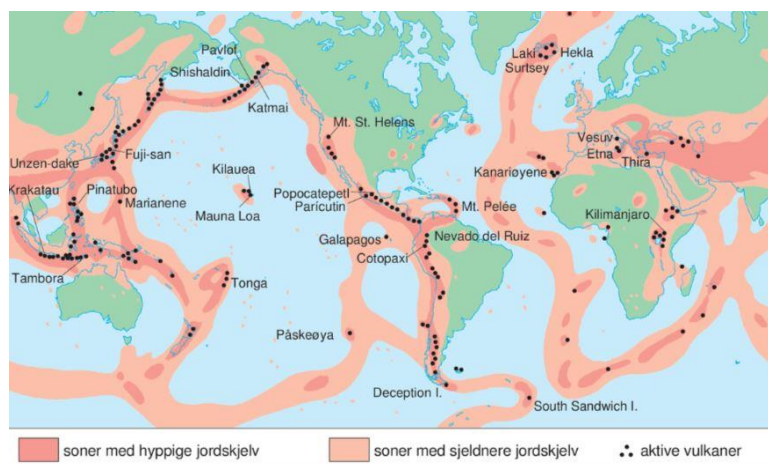 Pavlof
Shishaldin
Katmai
Laki
Hekla
Surtsey
Mt. St. Helens
Unzen-dake
Fuji-san
Vesuv
Etna
Thira
Kilauea
Kanariøyene
Krakatau
Pinatubo
Marianene
Mauna Loa
Popocatepetl
Paricutin
Mt. Pelée
Kilimanjaro
Galapagos
Nevado del Ruiz
Cotopaxi
Tambora
Tonga
Påskeøya
Deception I.
South Sandwich I.
soner med hyppige jordskjelv
soner med sjeldnere jordskjelv
aktive vulkaner